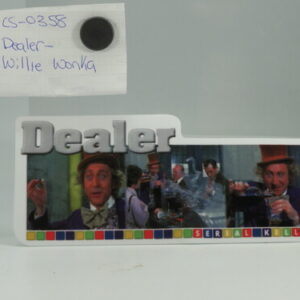 CS-0358
Dealer-
Willie Wonka
Dealer
SERIAL KILL